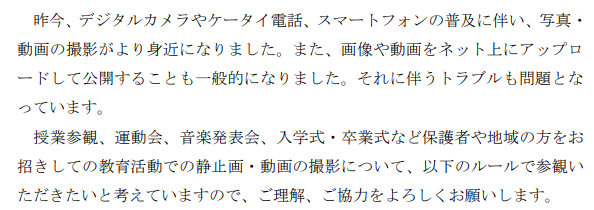 昨今、デジタルカメラやケータイ電話、スマートフォンの普及に伴い、写真・
動画の撮影がより身近になりました。また、画像や動画をネット上にアップロ
ードして公開することも一般的になりました。それに伴うトラブルも問題とな
っています。
授業参観、運動会、音楽発表会、入学式・卒業式など保護者や地域の方をお
招きしての教育活動での静止画・動画の撮影について、以下のルールで参観い
ただきたいと考えていますので、ご理解、ご協力をよろしくお願いします。